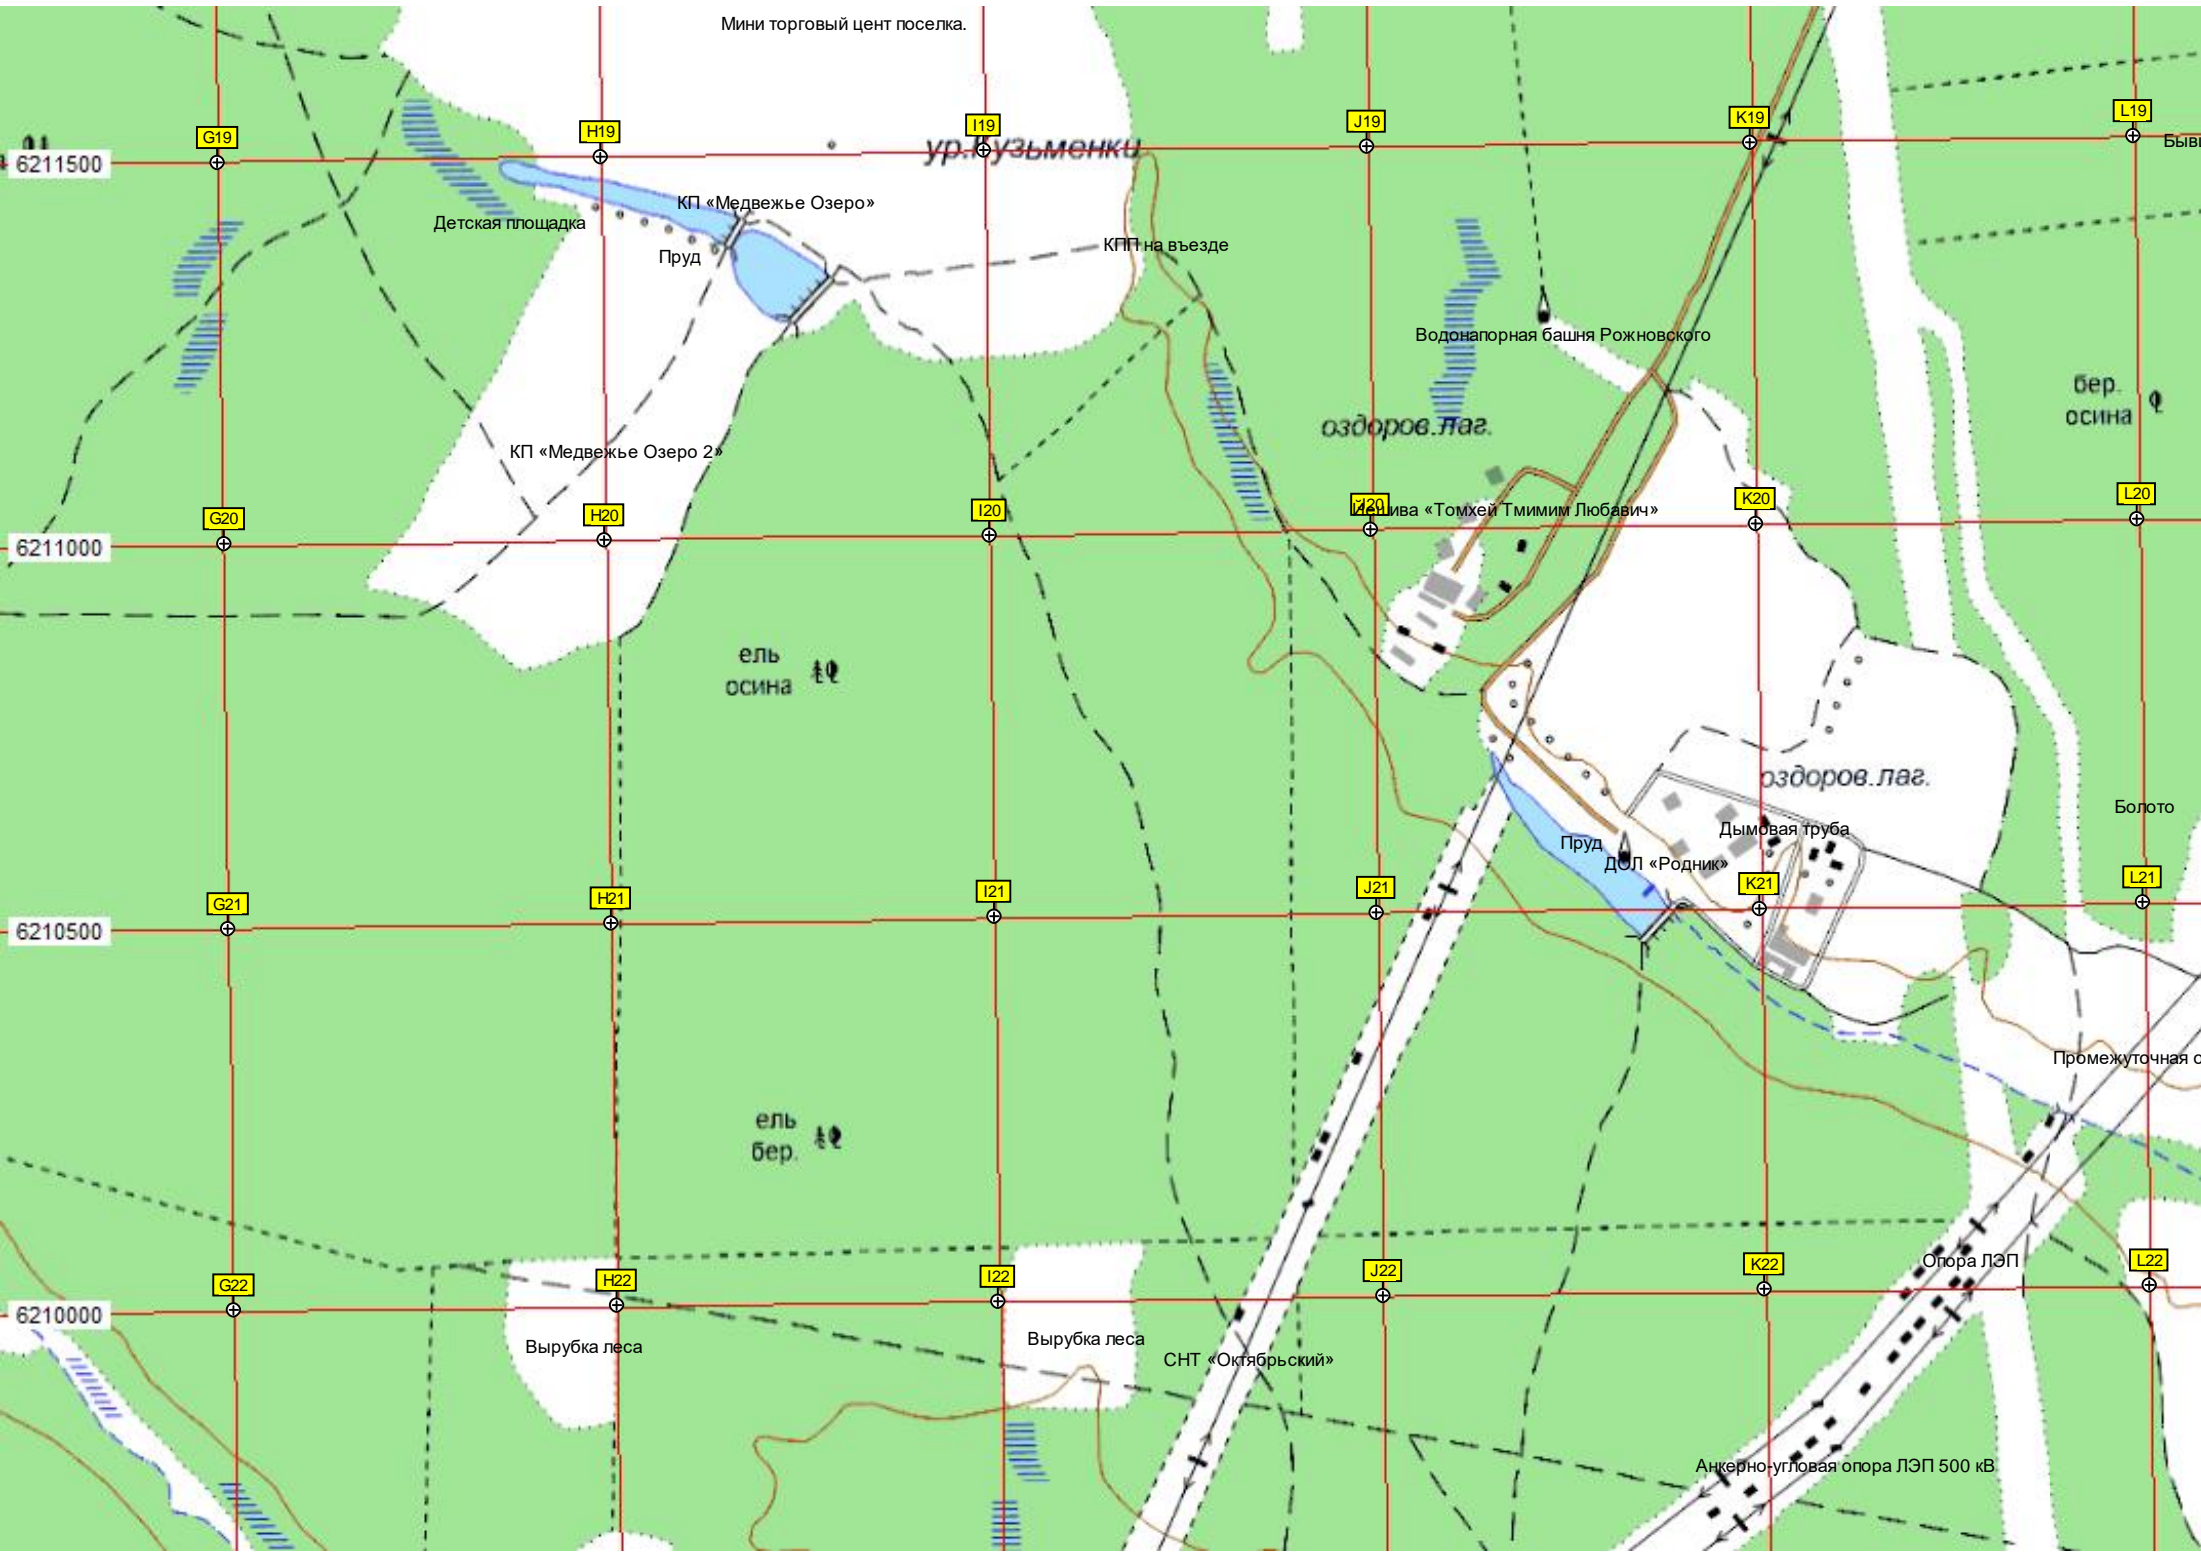 Мини торговый цент поселка.
G19
H19
I19
J19
K19
L19
6211500
ур.Кузьменки
Бывш
КП «Медвежье Озеро»
Детская площадка
Пруд
КПП на въезде
Водонапорная башня Рожновского
бер.
осина
оздоров.лаг.
КП «Медвежье Озеро 2»
G20
H20
I20
J20
K20
L20
Йешива «Томхей Тмимим Любавич»
6211000
ель
осина
оздоров.лаг.
Болото
Дымовая труба
Пруд
ДОЛ «Родник»
G21
H21
I21
J21
K21
L21
6210500
Промежуточная о
ель
бер.
Опора ЛЭП
G22
H22
I22
J22
K22
L22
6210000
Вырубка леса
Вырубка леса
СНТ «Октябрьский»
Анкерно-угловая опора ЛЭП 500 кВ